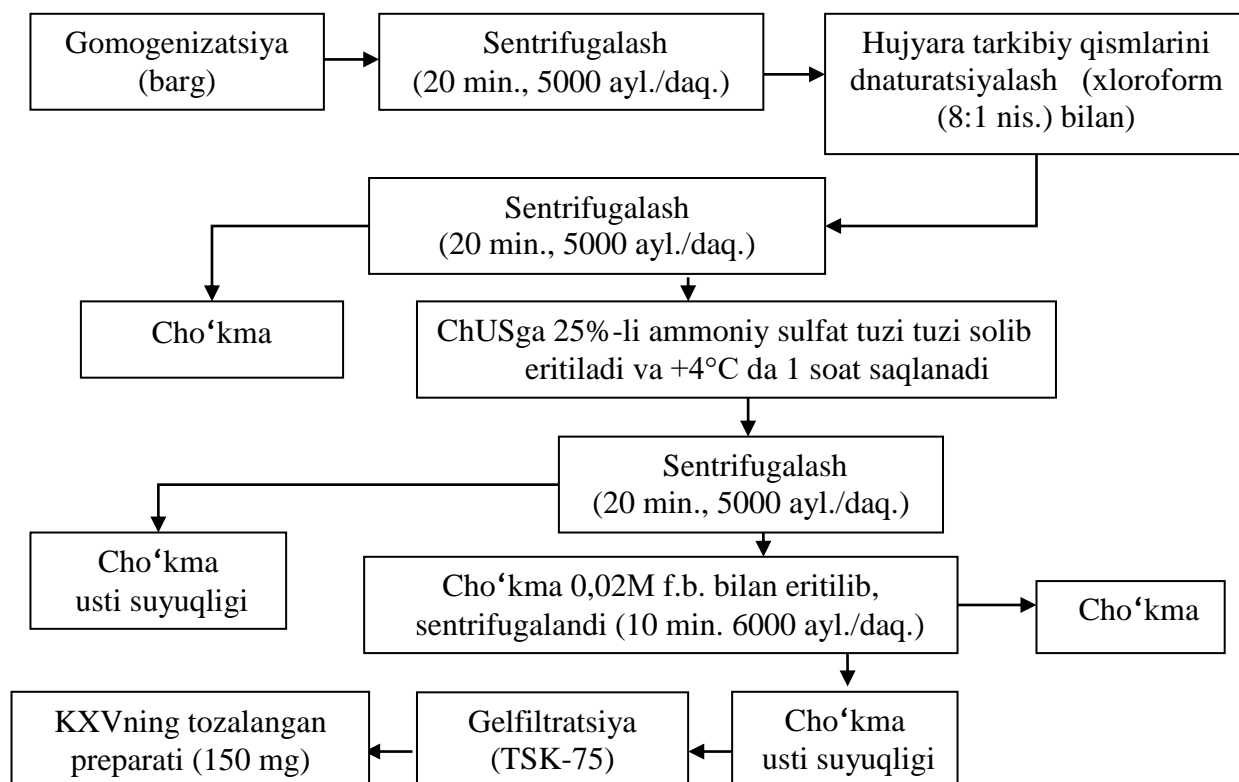 Gomogenizatsiya
(barg)
Sentrifugalash
(20 min., 5000 ayl./daq.)
Hujyara tarkibiy qismlarini
dnaturatsiyalash (xloroform
(8:1 nis.) bilan)
Sentrifugalash
(20 min., 5000 ayl./daq.)
Cho‘kma
ChUSga 25%-li ammoniy sulfat tuzi tuzi solib
eritiladi va +4°C da 1 soat saqlanadi
Sentrifugalash
(20 min., 5000 ayl./daq.)
Cho‘kma
usti suyuqligi
Cho‘kma 0,02M f.b. bilan eritilib,
sentrifugalandi (10 min. 6000 ayl./daq.)
Cho‘kma
KXVning tozalangan
preparati (150 mg)
Gelfiltratsiya
(TSK-75)
Cho‘kma
usti suyuqligi